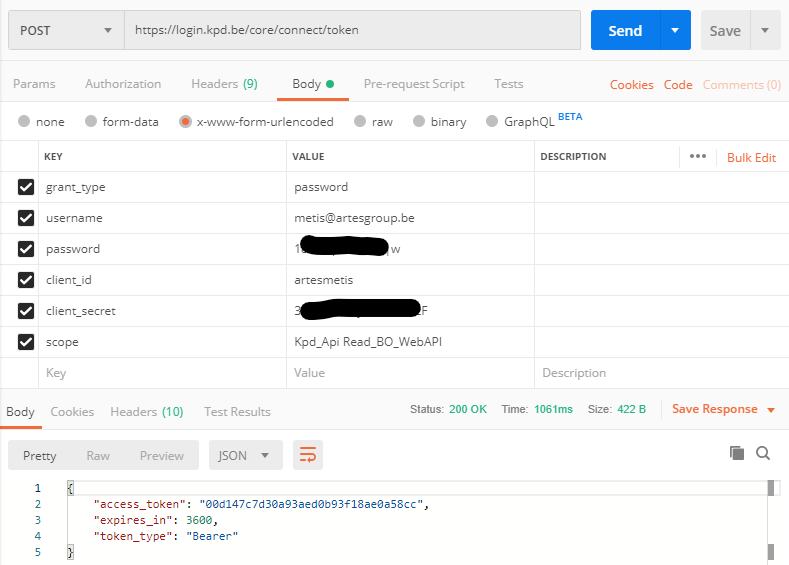 POST https://login.kpd.be/core/connect/token Send Save
Params Authorization Headers (9) Body Pre-request Script Tests Cookies Code Comments (0)
none form-data x-www-form-urlencoded raw binary GraphQL BETA
KEY VALUE DESCRIPTION ••• Bulk Edit
grant_type password
username metis@artesgroup.be
password
client_id artesmetis
client_secret
scope Kpd_Api Read_BO_WebAPI
Key Value Description
Body Cookies Headers (10) Test Results Status: 200 OK Time: 1061ms Size: 422 B Save Response
Pretty Raw Preview JSON
1 {
2 "access_token": "00d147c7d30a93aed0b93f18ae0a58cc",
3 "expires_in": 3600,
4 "token_type": "Bearer"
5 }